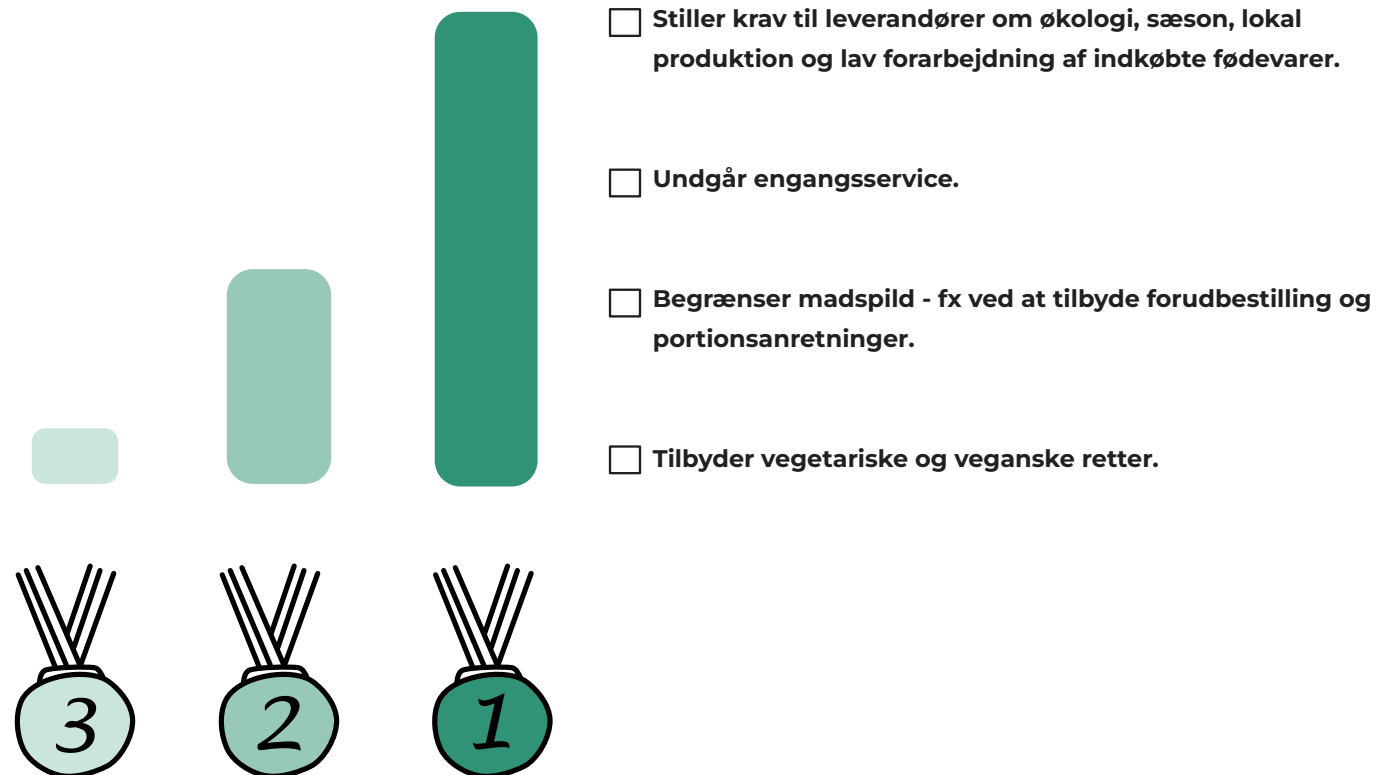 Stiller krav til leverandører om økologi, sæson, lokal
produktion og lav forarbejdning af indkøbte fødevarer.
Undgår engangsservice.
Begrænser madspild - fx ved at tilbyde forudbestilling og
portionsanretninger.
Tilbyder vegetariske og veganske retter.
3 2 1